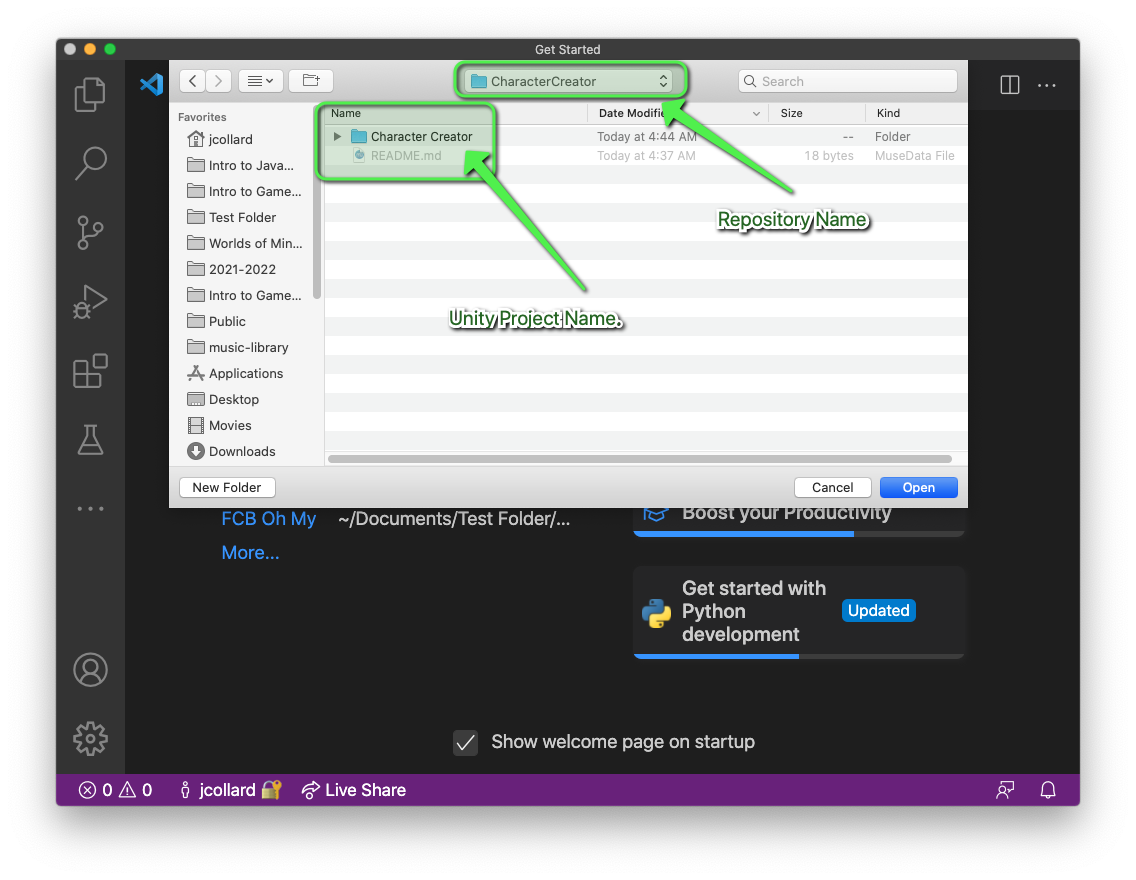 Get Started
CharacterCreator
Search
Favorites
Name
Date Modifie
Size
Kind
jcollard
Character Creator
Today at 4:44 AM
--
Folder
README.md
Today at 4:37 AM
18 bytes
MuseData File
Intro to Java...
Intro to Game...
Test Folder
Worlds of Min...
2021-2022
Intro to Game...
Public
music-library
Applications
Desktop
Movies
Downloads
Repository Name
Unity Project Name.
New Folder
Cancel
Open
FCB Oh My ~/Documents/Test Folder/...
More...
Boost your Productivity
Get started with
Python
development
Updated
Show welcome page on startup
0 0 jcollard Live Share